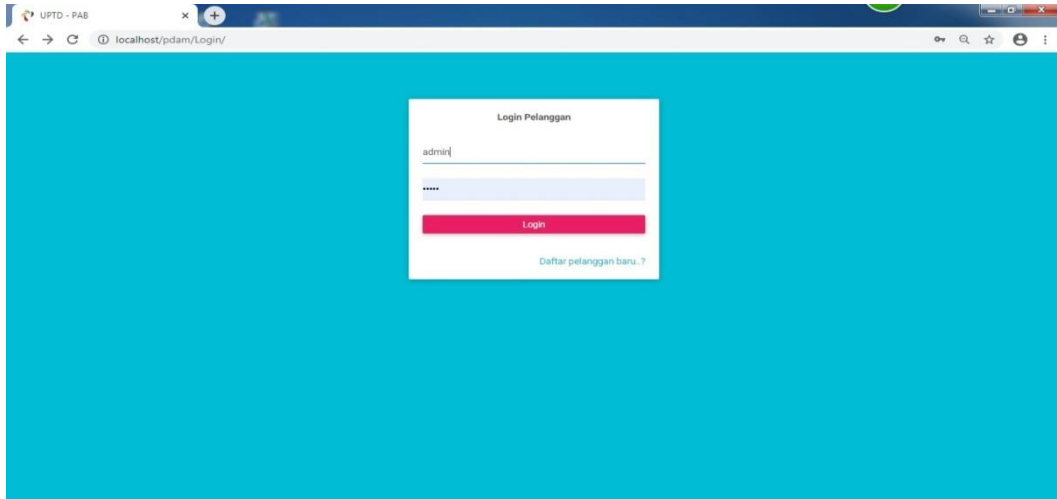 UPTD - PAB
localhost/pdam/Login/
Login Pelanggan
admin
•••••
Login
Daftar pelanggan baru..?